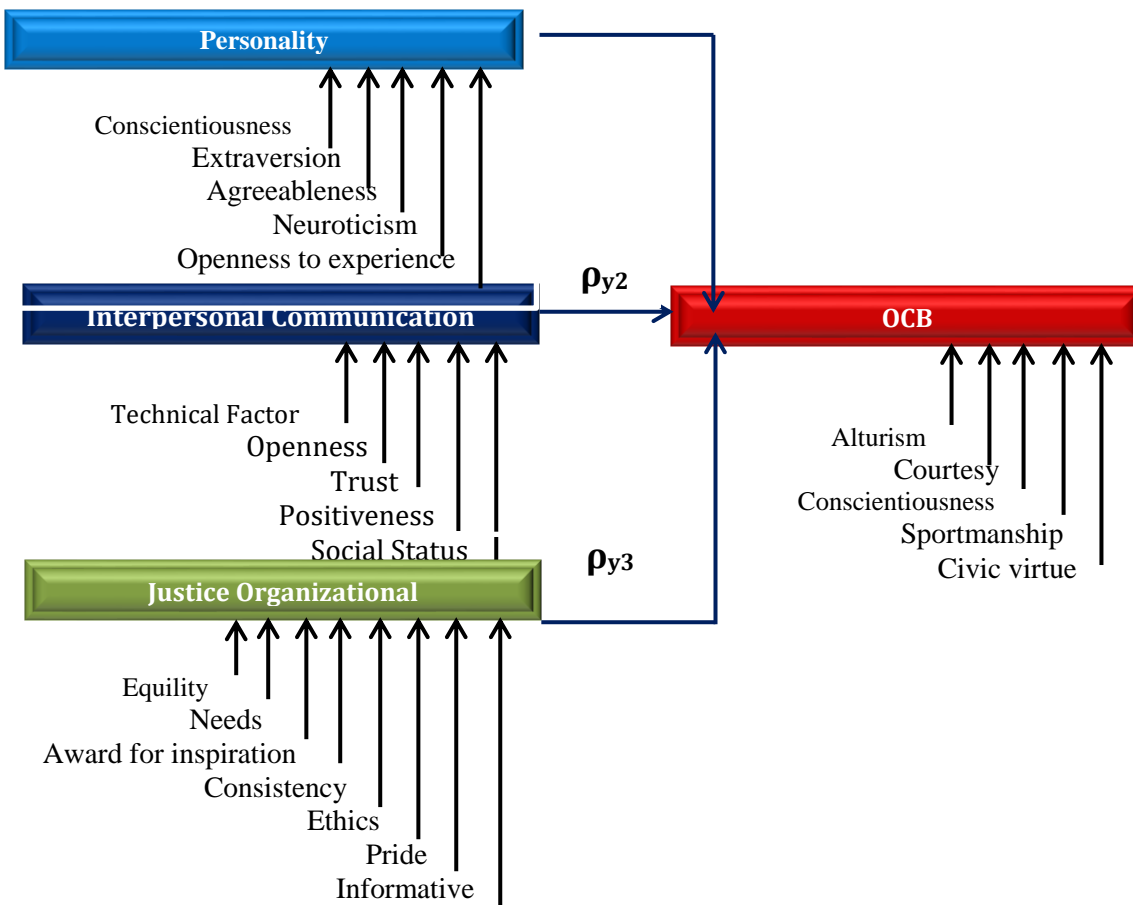 Personality
Conscientiousness
Extraversion
Agreeableness
Neuroticism
Openness to experience
ρy2
Interpersonal Communication
OCB
Technical Factor
Openness
Trust
Positiveness
Social Status
Alturism
Courtesy
Conscientiousness
Sportmanship
Civic virtue
ρy3
Justice Organizational
Equility
Needs
Award for inspiration
Consistency
Ethics
Pride
Informative